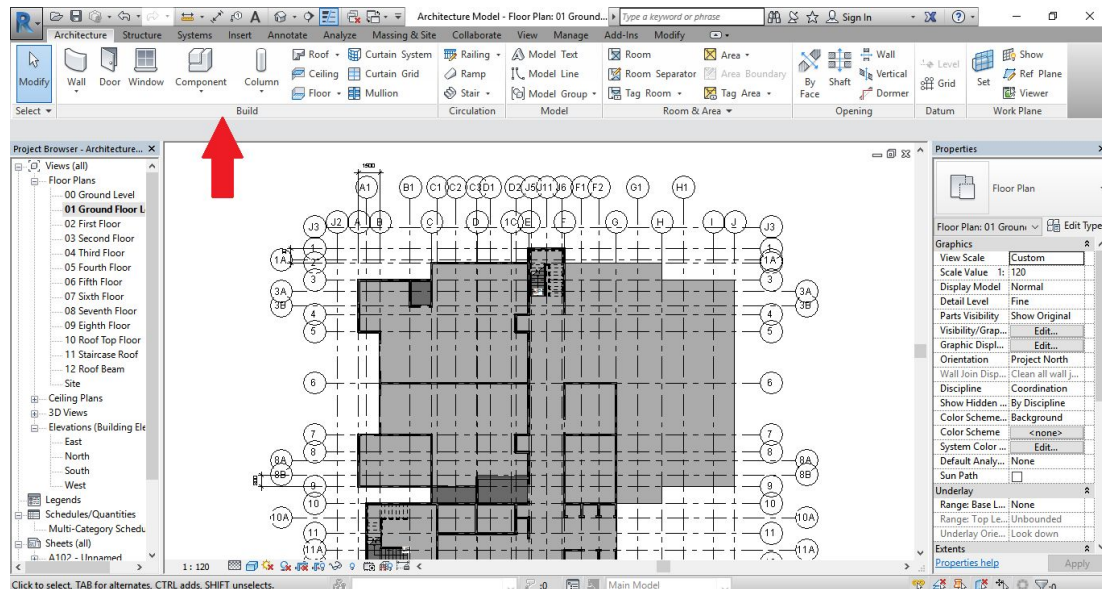 Architecture Model - Floor Plan: 01 Ground... Type a keyword or phrase Sign In
Architecture Structure Systems Insert Annotate Analyze Massing & Site Collaborate View Manage Add-Ins Modify
Modify Wall Door Window Component Column
Roof Curtain System
Ceiling Curtain Grid
Floor Mullion
Railing
Ramp
Stair
Model Text
Model Line
Model Group
Room
Room Separator
Tag Room
Area
Area Boundary
Tag Area
By Face
Shaft
Wall
Vertical
Dormer
Level
Grid
Set
Show
Ref Plane
Viewer
Select Build Circulation Model Room & Area Opening Datum Work Plane
Project Browser - Architecture...
Views (all)
Floor Plans
00 Ground Level
01 Ground Floor L
02 First Floor
03 Second Floor
04 Third Floor
05 Fourth Floor
06 Fifth Floor
07 Sixth Floor
08 Seventh Floor
09 Eighth Floor
10 Roof Top Floor
11 Staircase Roof
12 Roof Beam
Site
Ceiling Plans
3D Views
Elevations (Building Ele
East
North
South
West
Legends
Schedules/Quantities
Multi-Category Schedu
Sheets (all)
A102 - Unnamed
A1 B1 C1 C2 C3 D1 D2 J5 J11 J6 F1 F2 G1 H1
J3 J2 A B C D 1C E F G H I J J3
1 1A 2 1A
3 3
3A 3A
3B 3B
4 4
5 5
6 6
7 7
8 8
8A 8A
8B 8B
9 9
10 10
10A 10A
11 11
11A 11A
1 : 120
Properties
Floor Plan
Floor Plan: 01 Groun Edit Type
Graphics
View Scale Custom
Scale Value 1: 120
Display Model Normal
Detail Level Fine
Parts Visibility Show Original
Visibility/Grap... Edit...
Graphic Displ... Edit...
Orientation Project North
Wall Join Disp... Clean all wall j...
Discipline Coordination
Show Hidden ... By Discipline
Color Scheme... Background
Color Scheme <none>
System Color ... Edit...
Default Analy... None
Sun Path
Underlay
Range: Base L... None
Range: Top Le... Unbounded
Underlay Orie... Look down
Extents
Properties help Apply
Click to select, TAB for alternates, CTRL adds, SHIFT unselects. :0 Main Model :0